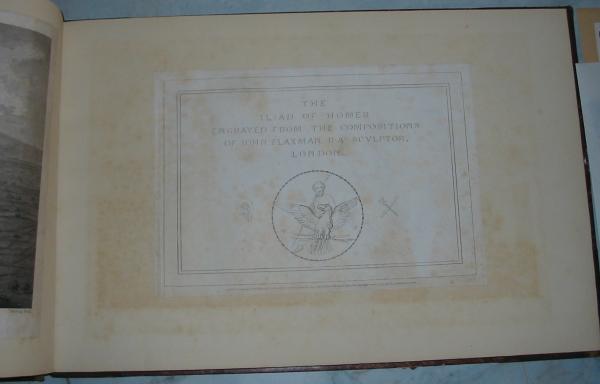 THE
ILIAD OF HOMER
ENGRAVED FROM THE COMPOSITIONS
OF JOHN FLAXMAN R.A. SCULPTOR,
LONDON.